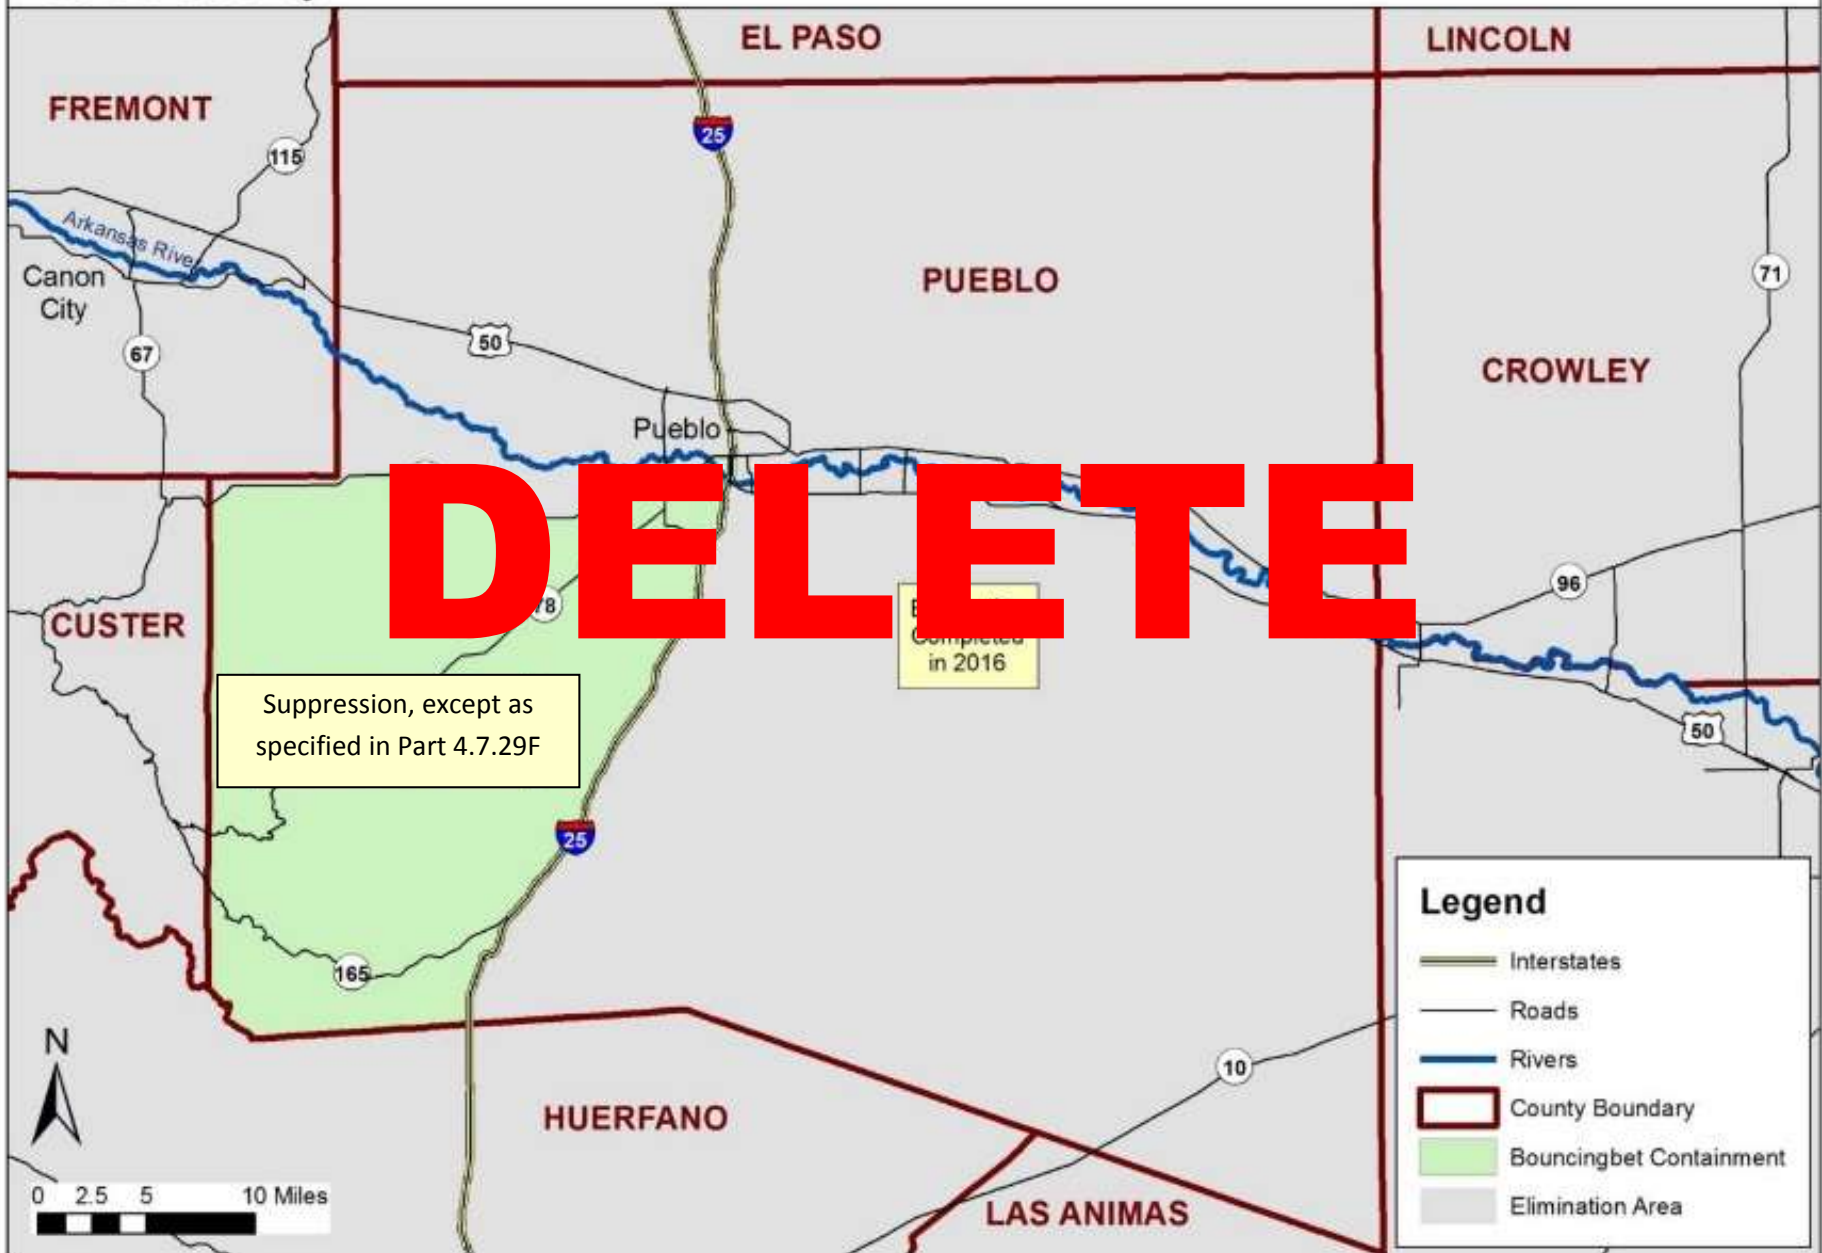 EL PASO
LINCOLN
FREMONT
25
115
Arkansas River
Canon
City
PUEBLO
71
50
67
CROWLEY
Pueblo
DELETE
96
78
CUSTER
Completed
in 2016
Suppression, except as
specified in Part 4.7.29F
50
25
165
Legend
Interstates
Roads
Rivers
County Boundary
Bouncingbet Containment
Elimination Area
N
10
HUERFANO
0 2.5 5 10 Miles
LAS ANIMAS